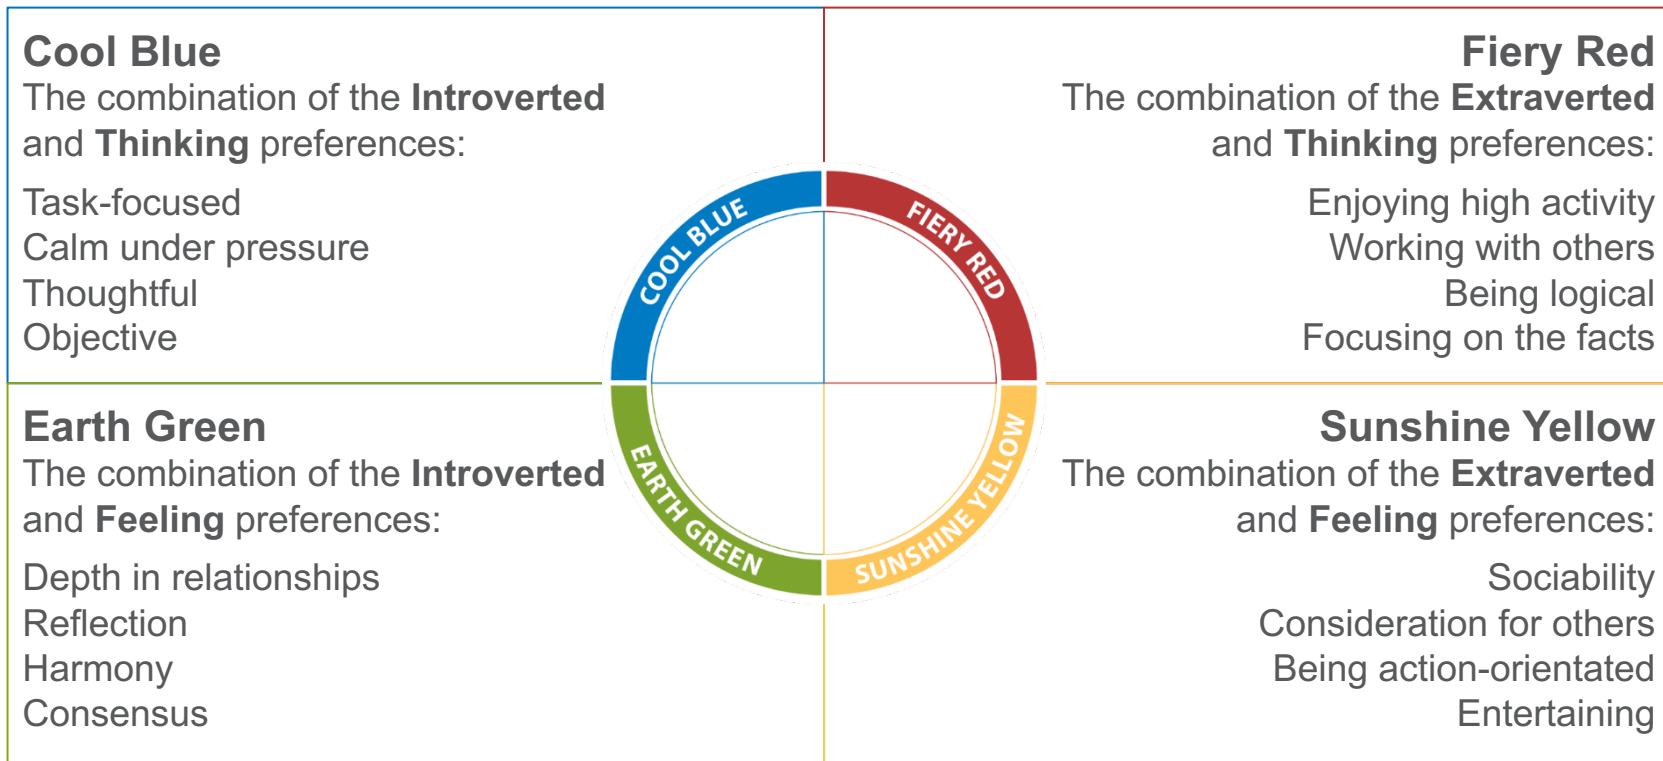 Cool Blue
The combination of the Introverted
and Thinking preferences:
Task-focused
Calm under pressure
Thoughtful
Objective
Fiery Red
The combination of the Extraverted
and Thinking preferences:
Enjoying high activity
Working with others
Being logical
Focusing on the facts
COOL BLUE
FIERY RED
EARTH GREEN
SUNSHINE YELLOW
Earth Green
The combination of the Introverted
and Feeling preferences:
Depth in relationships
Reflection
Harmony
Consensus
Sunshine Yellow
The combination of the Extraverted
and Feeling preferences:
Sociability
Consideration for others
Being action-orientated
Entertaining